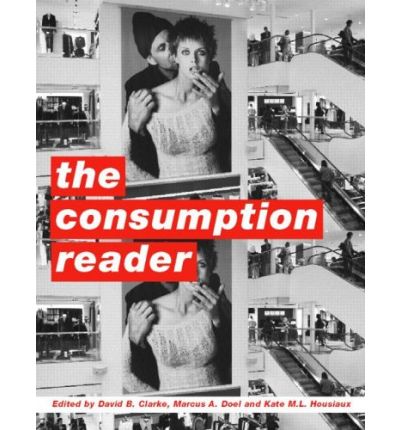 the
consumption
reader
Edited by David B. Clarke, Marcus A. Doel and Kate M.L. Housiaux